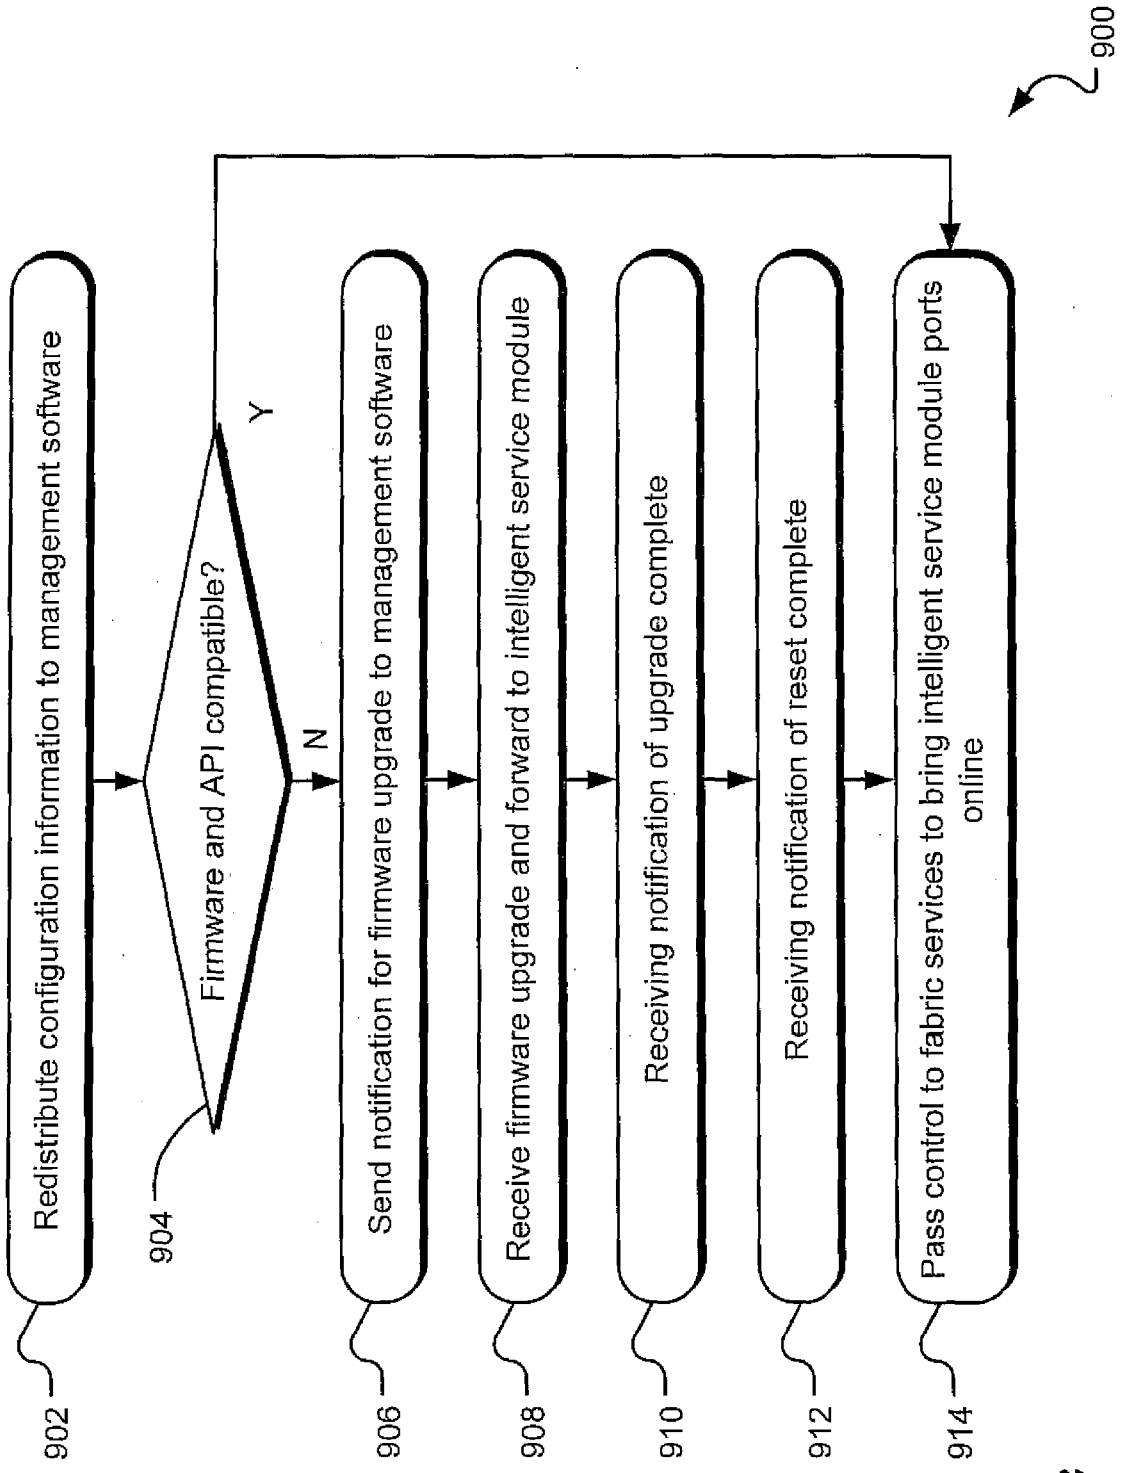 900
902
Redistribute configuration information to management software
904
Firmware and API compatible?
Y
N
906
Send notification for firmware upgrade to management software
908
Receive firmware upgrade and forward to intelligent service module
910
Receiving notification of upgrade complete
912
Receiving notification of reset complete
914
Pass control to fabric services to bring intelligent service module ports
online